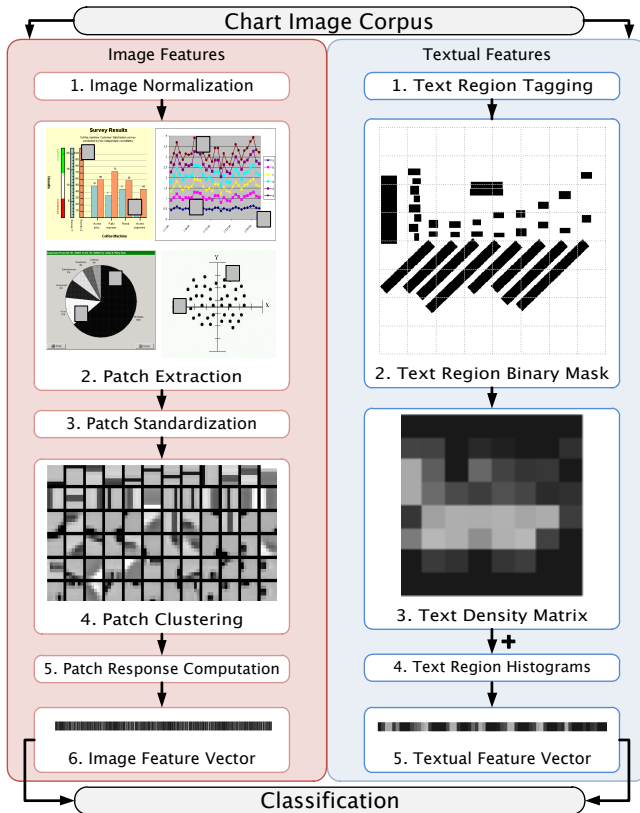 Chart Image Corpus
Image Features
1. Image Normalization
Survey Results
Coffee Machine
Y
X
2. Patch Extraction
3. Patch Standardization
4. Patch Clustering
5. Patch Response Computation
6. Image Feature Vector
Textual Features
1. Text Region Tagging
2. Text Region Binary Mask
3. Text Density Matrix
+
4. Text Region Histograms
5. Textual Feature Vector
Classification